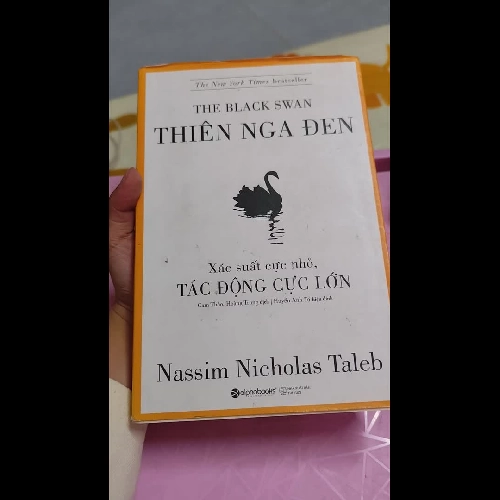 The New York Times bestseller
THE BLACK SWAN
THIÊN NGA ĐEN
Xác suất cực nhỏ,
TÁC ĐỘNG CỰC LỚN
Nassim Nicholas Taleb
alphabooks